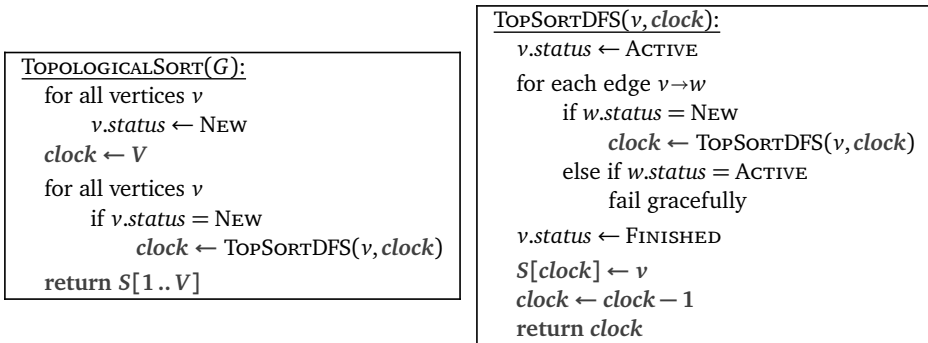 TOPOLOGICALSORT(G):
for all vertices v
v.status ← NEW
clock ← V
for all vertices v
if v.status = NEW
clock ← TOPSORTDFS(v, clock)
return S[1 .. V]
TOPSORTDFS(v, clock):
v.status ← ACTIVE
for each edge v→w
if w.status = NEW
clock ← TOPSORTDFS(v, clock)
else if w.status = ACTIVE
fail gracefully
v.status ← FINISHED
S[clock] ← v
clock ← clock − 1
return clock